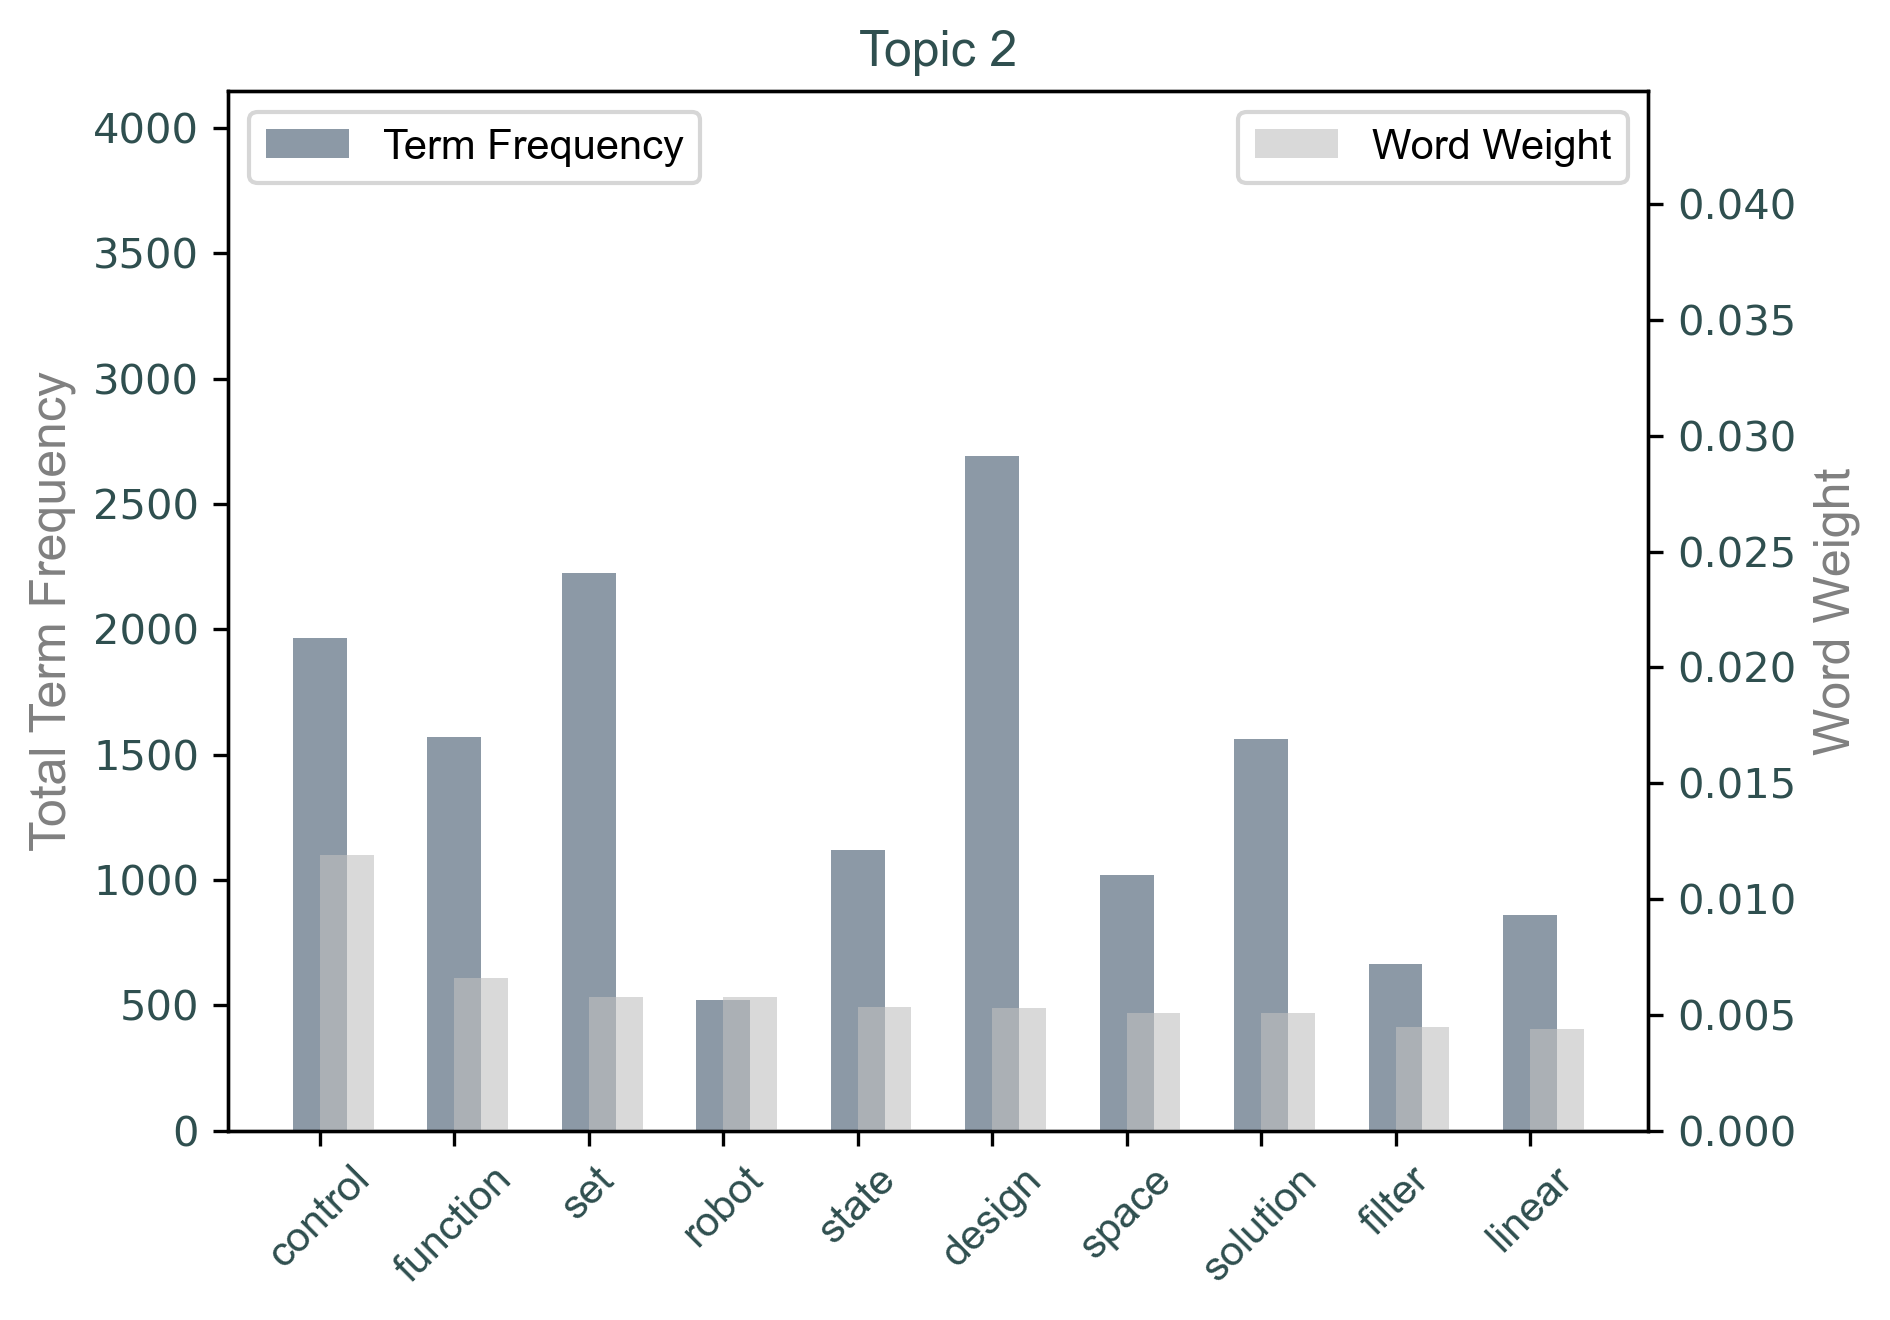 Topic 2
Term Frequency
Word Weight
Total Term Frequency
4000
3500
3000
2500
2000
1500
1000
500
0
0.040
0.035
0.030
0.025
0.020
0.015
0.010
0.005
0.000
Word Weight
control
function
set
robot
state
design
space
solution
filter
linear